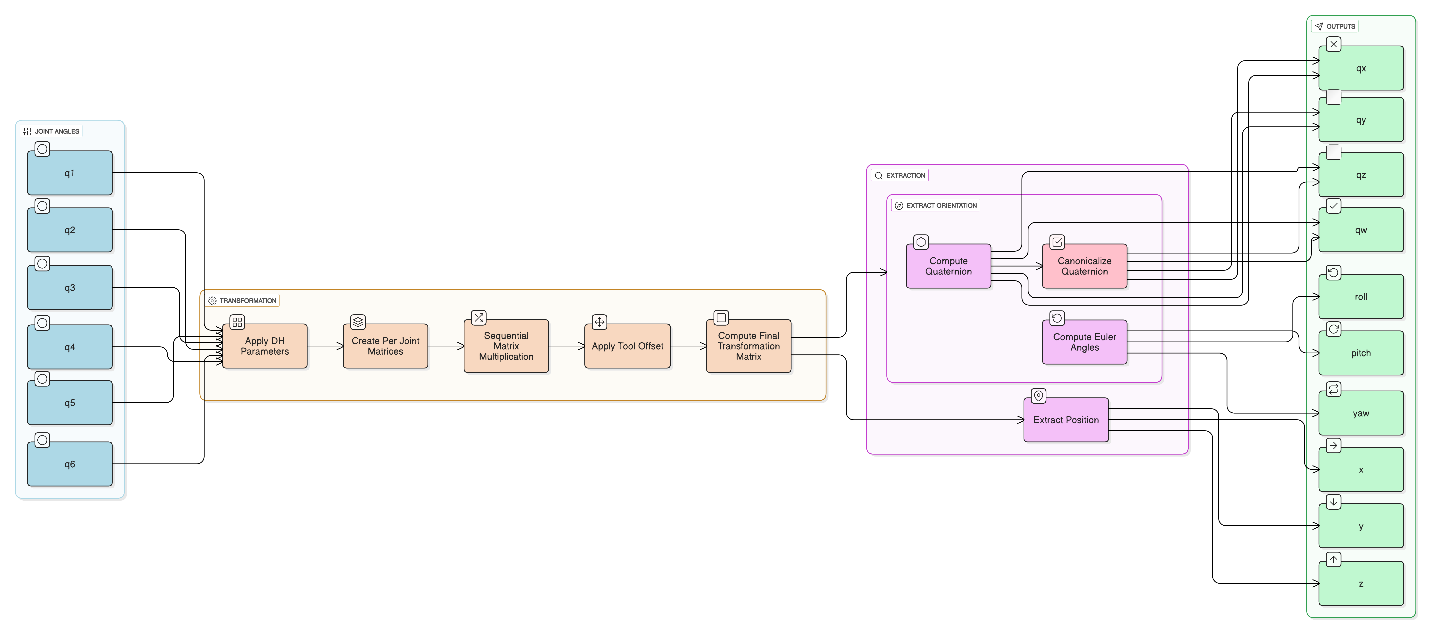 JOINT ANGLES
q1
q2
q3
q4
q5
q6
TRANSFORMATION
Apply DH
Parameters
Create Per Joint
Matrices
Sequential
Matrix
Multiplication
Apply Tool Offset
Compute Final
Transformation
Matrix
EXTRACTION
EXTRACT ORIENTATION
Compute
Quaternion
Canonicalize
Quaternion
Compute Euler
Angles
Extract Position
OUTPUTS
qx
qy
qz
qw
roll
pitch
yaw
x
y
z